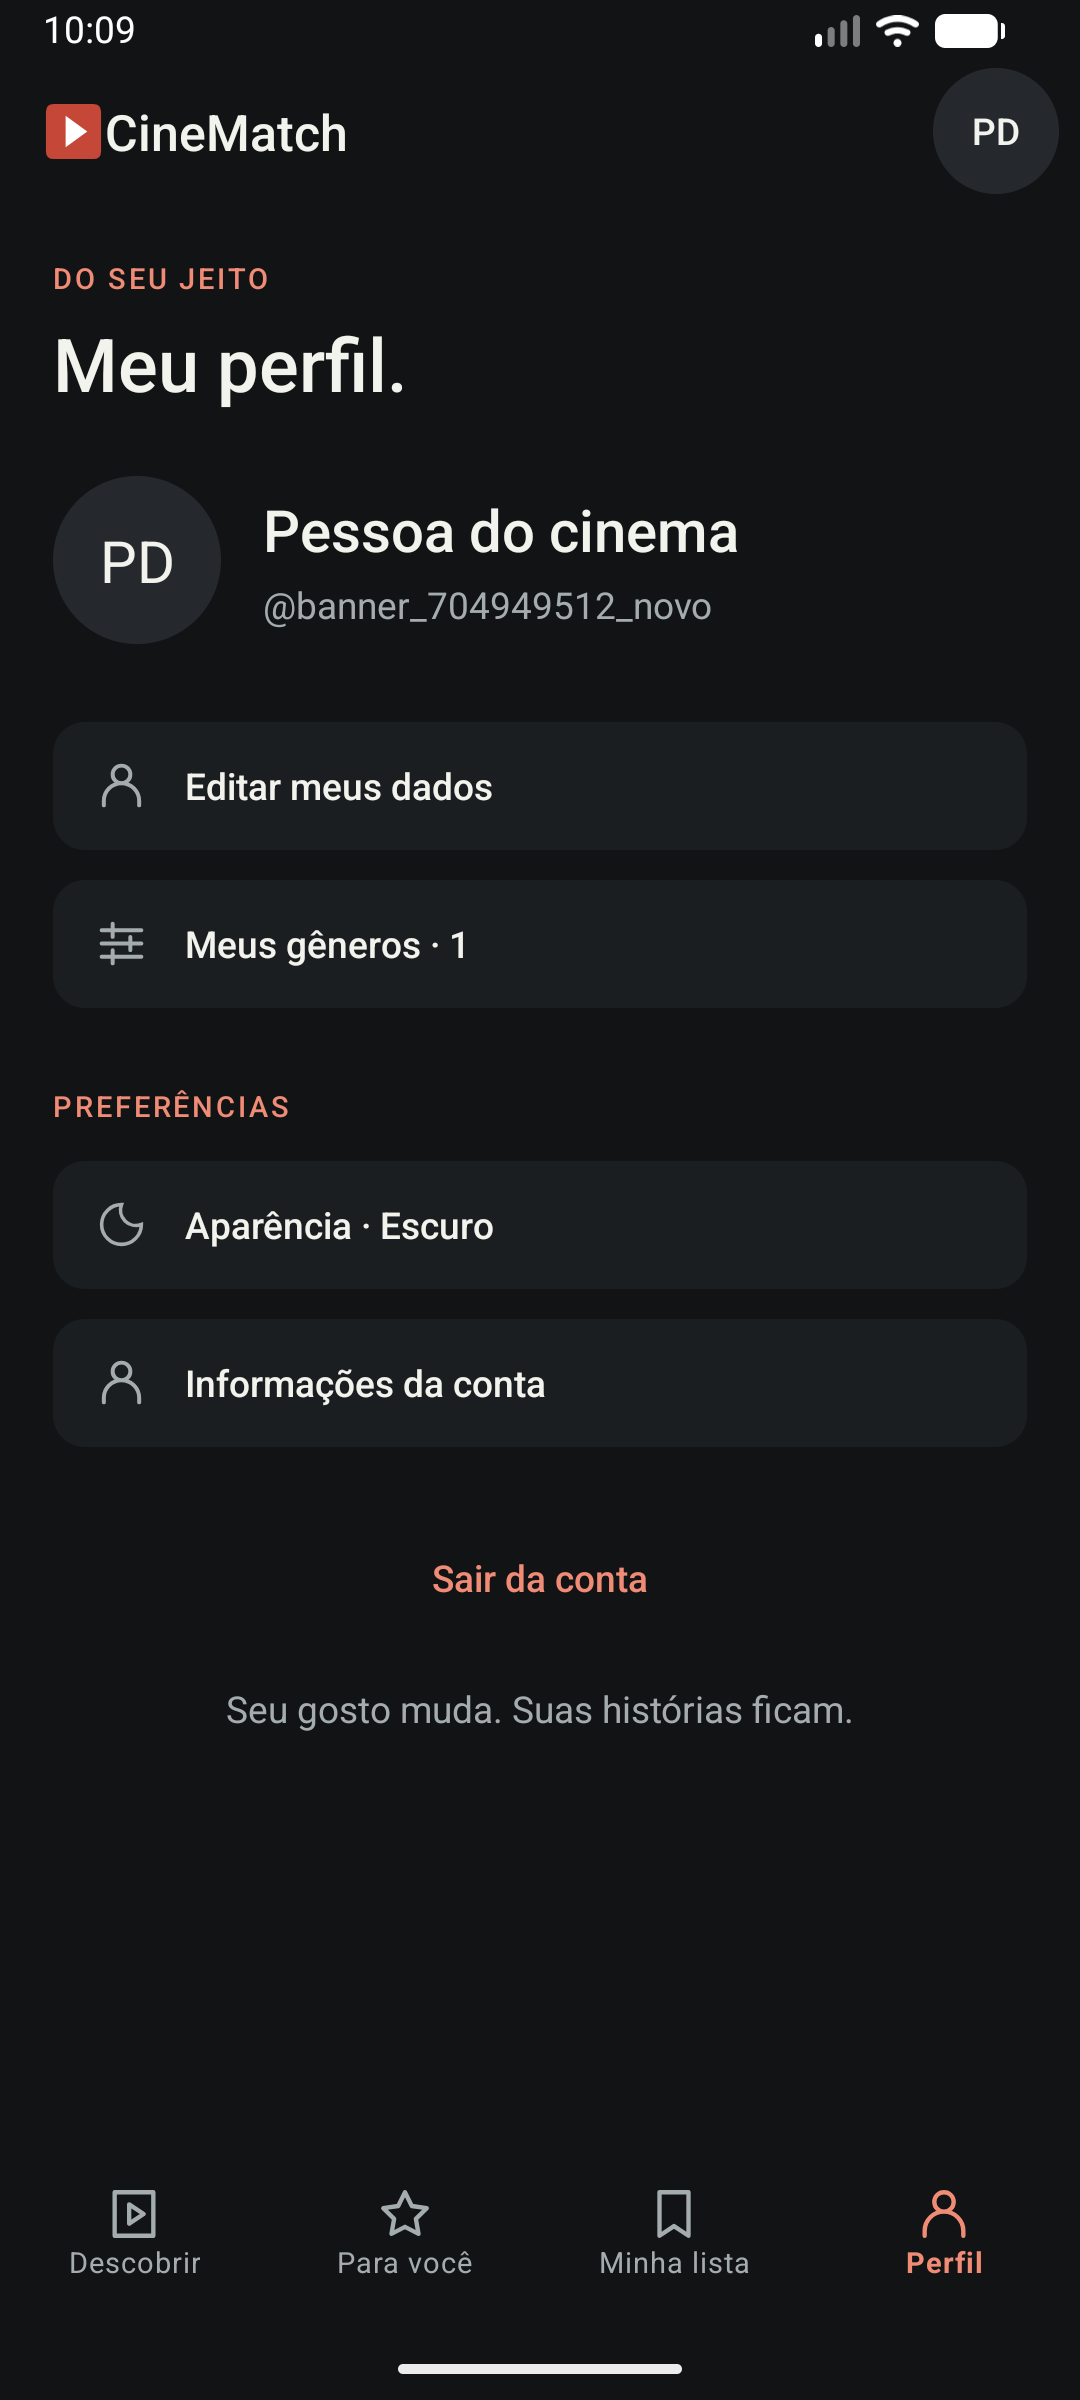 10:09
CineMatch
PD
DO SEU JEITO
Meu perfil.
PD
Pessoa do cinema
@banner_704949512_novo
Editar meus dados
Meus gêneros · 1
PREFERÊNCIAS
Aparência · Escuro
Informações da conta
Sair da conta
Seu gosto muda. Suas histórias ficam.
Descobrir
Para você
Minha lista
Perfil